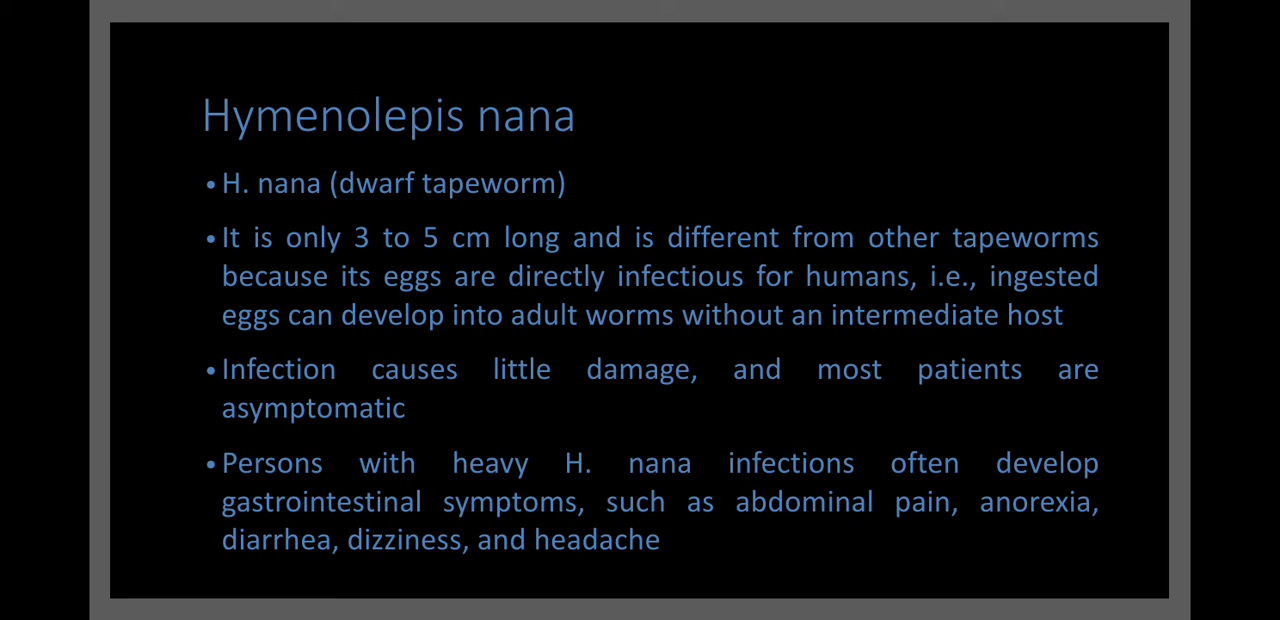 Hymenolepis nana
• H. nana (dwarf tapeworm)
• It is only 3 to 5 cm long and is different from other tapeworms
because its eggs are directly infectious for humans, i.e., ingested
eggs can develop into adult worms without an intermediate host
• Infection causes little damage, and most patients are
asymptomatic
• Persons with heavy H. nana infections often develop
gastrointestinal symptoms, such as abdominal pain, anorexia,
diarrhea, dizziness, and headache